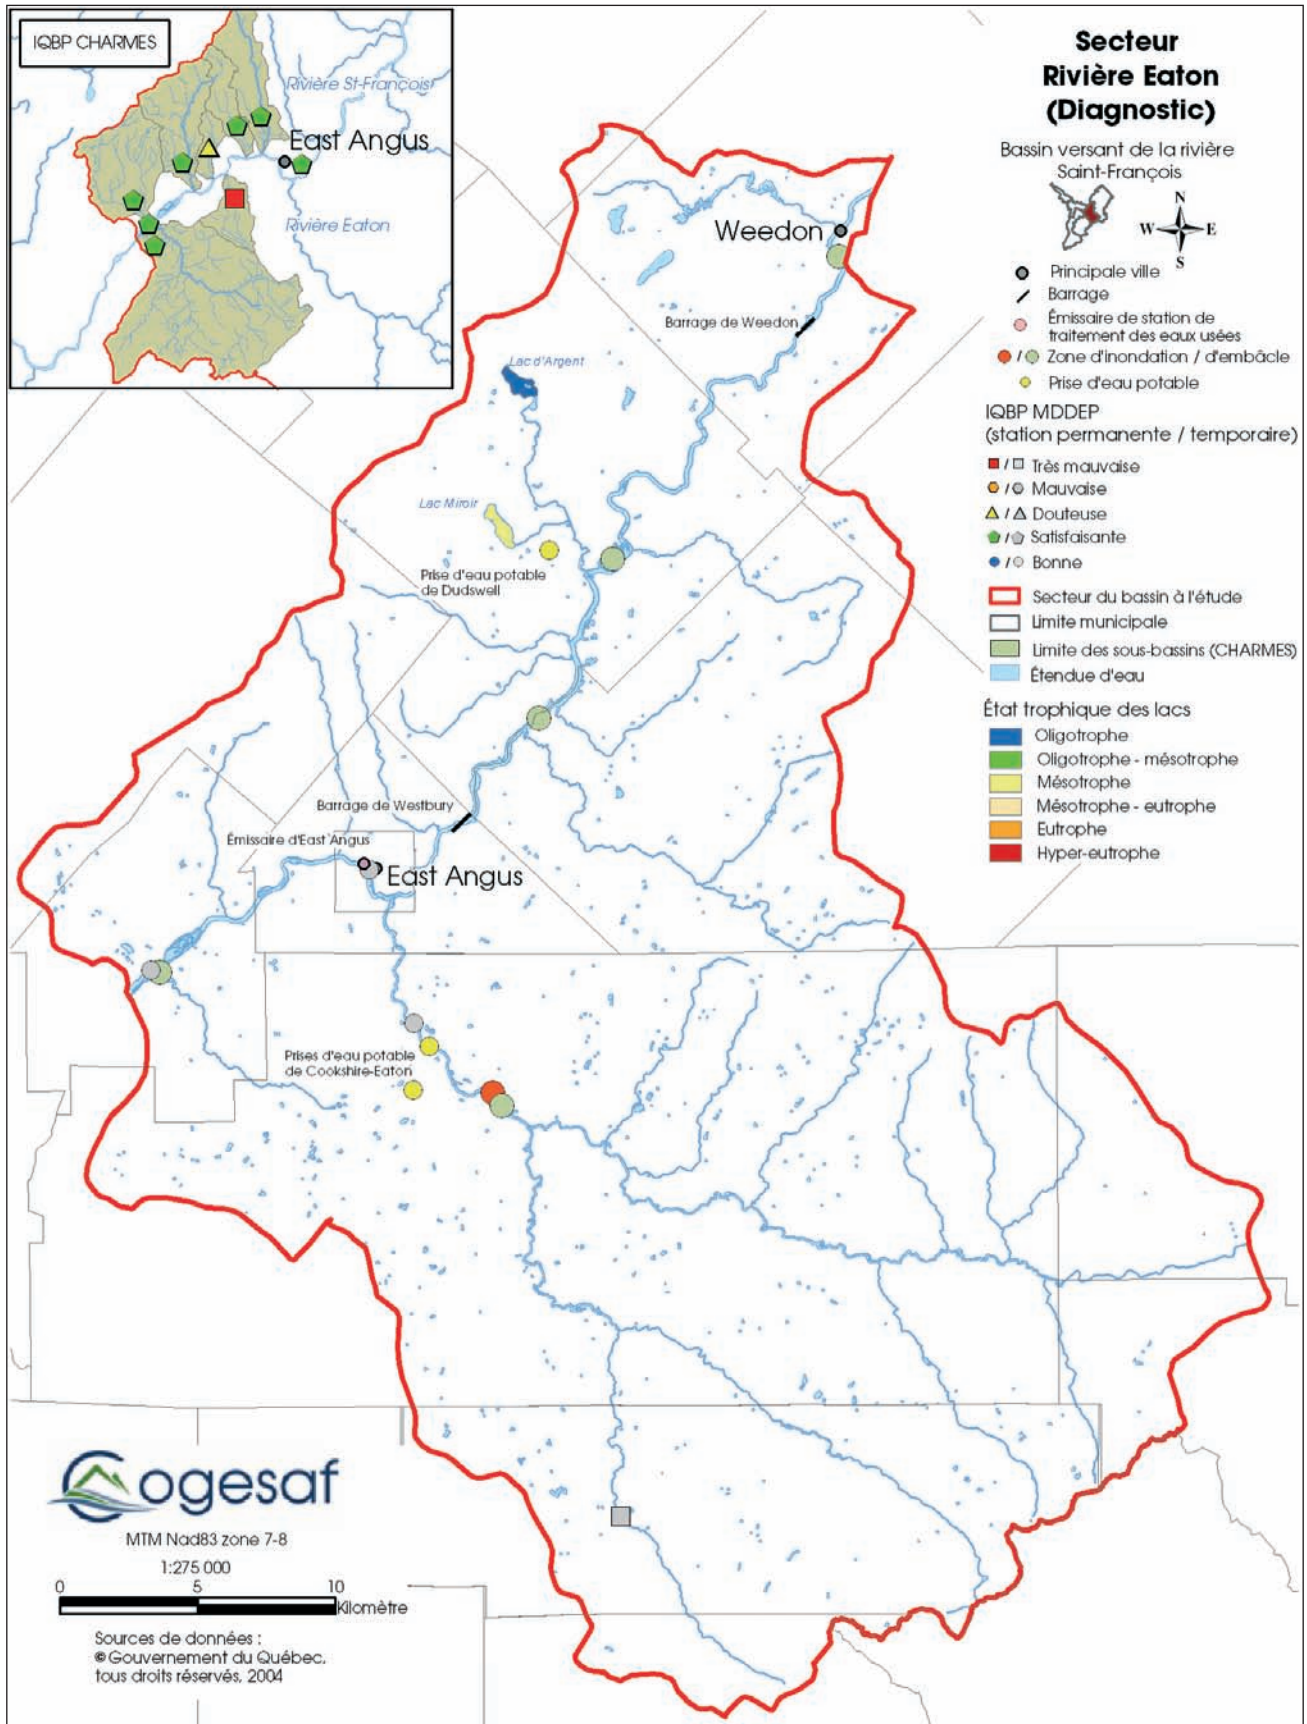 IQBP CHARMES
Rivière St-François
East Angus
Rivière Eaton
Secteur
Rivière Eaton
(Diagnostic)
Bassin versant de la rivière
Saint-François
N
W
E
S
Principale ville
Barrage
Émissaire de station de
traitement des eaux usées
/ Zone d'inondation / d'embâcle
Prise d'eau potable
IQBP MDDEP
(station permanente / temporaire)
/ Très mauvaise
/ Mauvaise
/ Douteuse
/ Satisfaisante
/ Bonne
Secteur du bassin à l'étude
Limite municipale
Limite des sous-bassins (CHARMES)
Étendue d'eau
État trophique des lacs
Oligotrophe
Oligotrophe - mésotrophe
Mésotrophe
Mésotrophe - eutrophe
Eutrophe
Hyper-eutrophe
Weedon
Barrage de Weedon
Lac d'Argent
Lac Miroir
Prise d'eau potable
de Dudswell
Barrage de Westbury
Émissaire d'East Angus
East Angus
Prises d'eau potable
de Cookshire-Eaton
Cogesaf
MTM Nad83 zone 7-8
1:275 000
0 5 10
Kilomètre
Sources de données :
©Gouvernement du Québec,
tous droits réservés, 2004